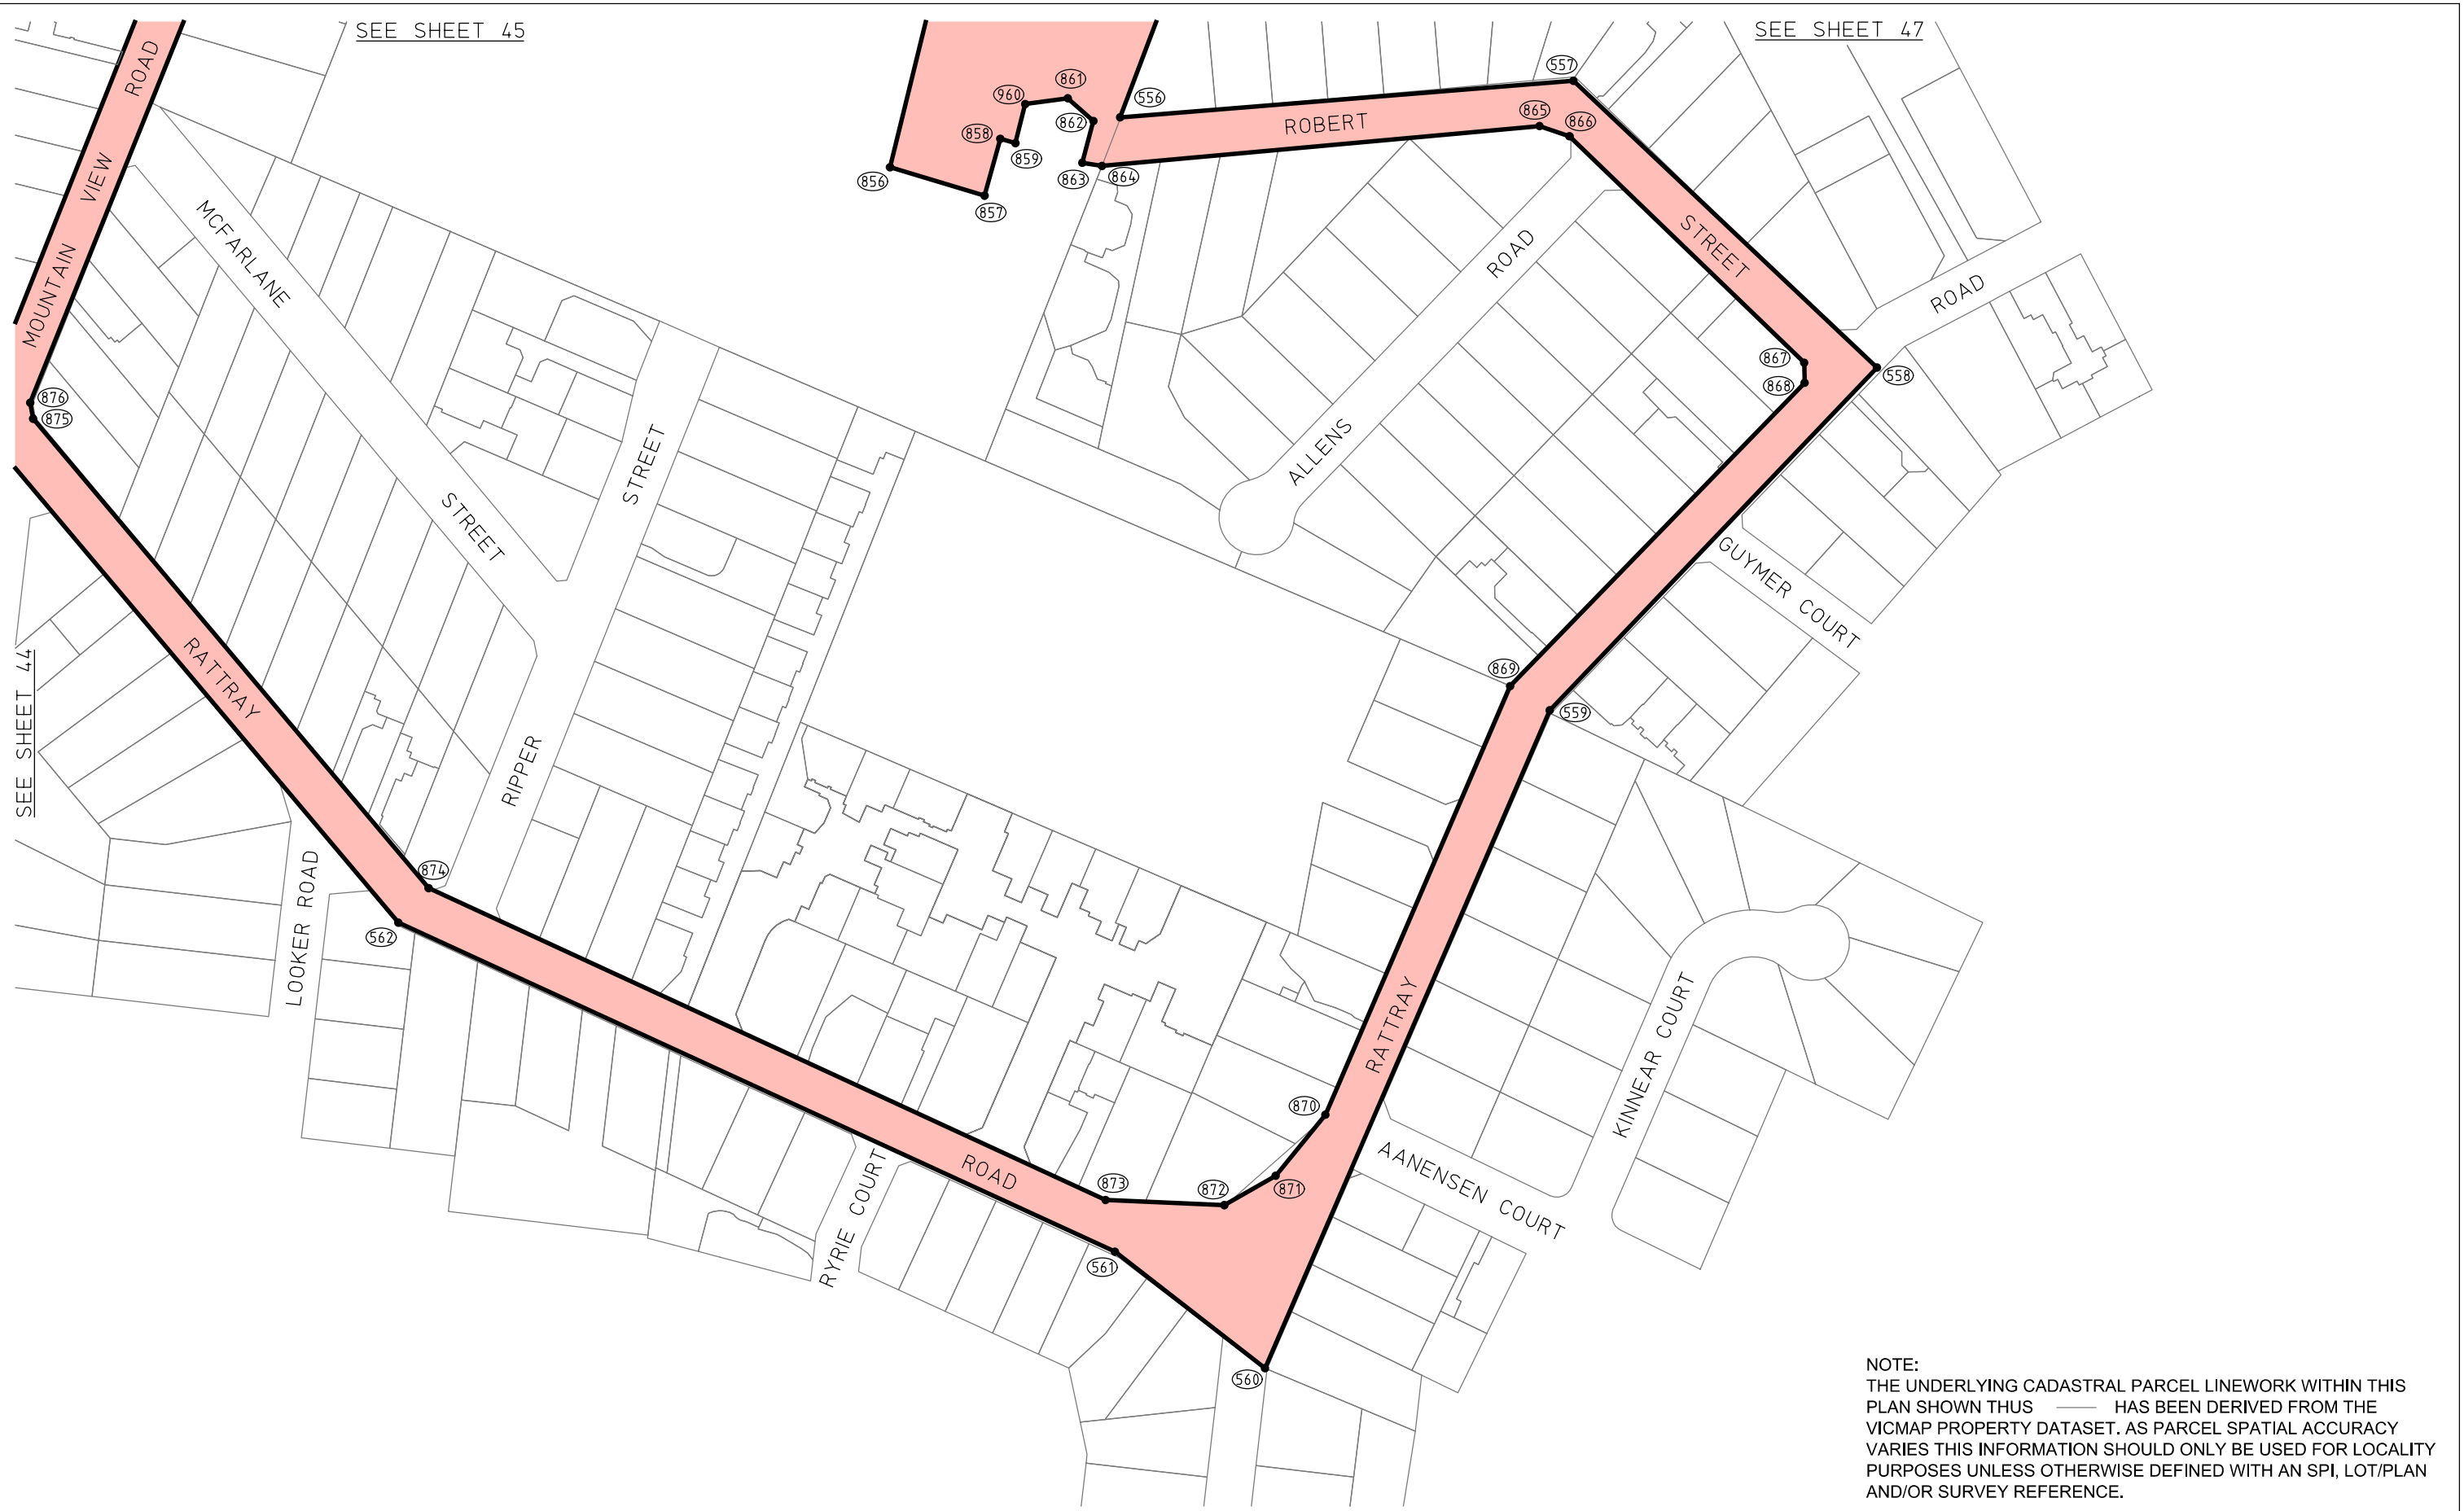 SEE SHEET 45
SEE SHEET 47
SEE SHEET 44
MOUNTAIN VIEW ROAD
MCFARLANE STREET
RIPPER STREET
RATTRAY ROAD
LOOKER ROAD
RYRIE COURT
ROBERT STREET
ALLENS ROAD
ROAD
GUYMER COURT
RATTRAY
KINNEAR COURT
AANENSEN COURT
861
960
556
557
862
865
866
858
859
856
863
864
857
867
868
558
876
875
869
559
874
562
870
871
872
873
561
560
NOTE:
THE UNDERLYING CADASTRAL PARCEL LINEWORK WITHIN THIS
PLAN SHOWN THUS HAS BEEN DERIVED FROM THE
VICMAP PROPERTY DATASET. AS PARCEL SPATIAL ACCURACY
VARIES THIS INFORMATION SHOULD ONLY BE USED FOR LOCALITY
PURPOSES UNLESS OTHERWISE DEFINED WITH AN SPI, LOT/PLAN
AND/OR SURVEY REFERENCE.